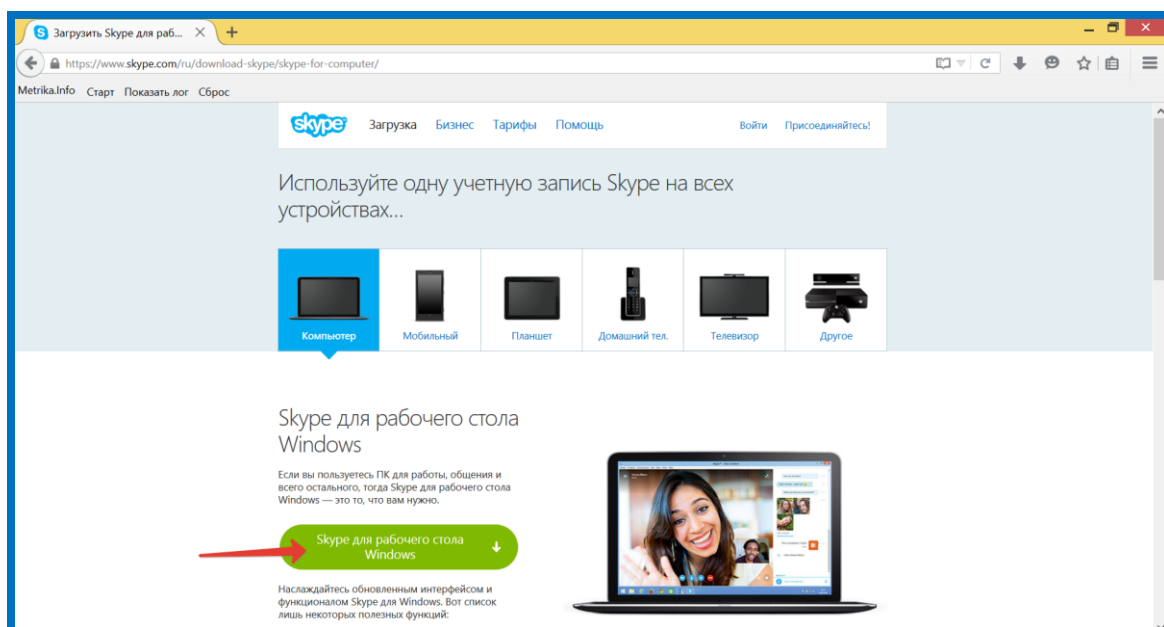 Загрузить Skype для раб...
https://www.skype.com/ru/download-skype/skype-for-computer/
Metrika.Info Старт Показать лог Сброс
skype Загрузка Бизнес Тарифы Помощь Войти Присоединяйтесь!
Используйте одну учетную запись Skype на всех
устройствах...
Компьютер Мобильный Планшет Домашний тел. Телевизор Другое
Skype для рабочего стола
Windows
Если вы пользуетесь ПК для работы, общения и
всего остального, тогда Skype для рабочего стола
Windows — это то, что вам нужно.
Skype для рабочего стола
Windows
Наслаждайтесь обновленным интерфейсом и
функционалом Skype для Windows. Вот список
лишь некоторых полезных функций: